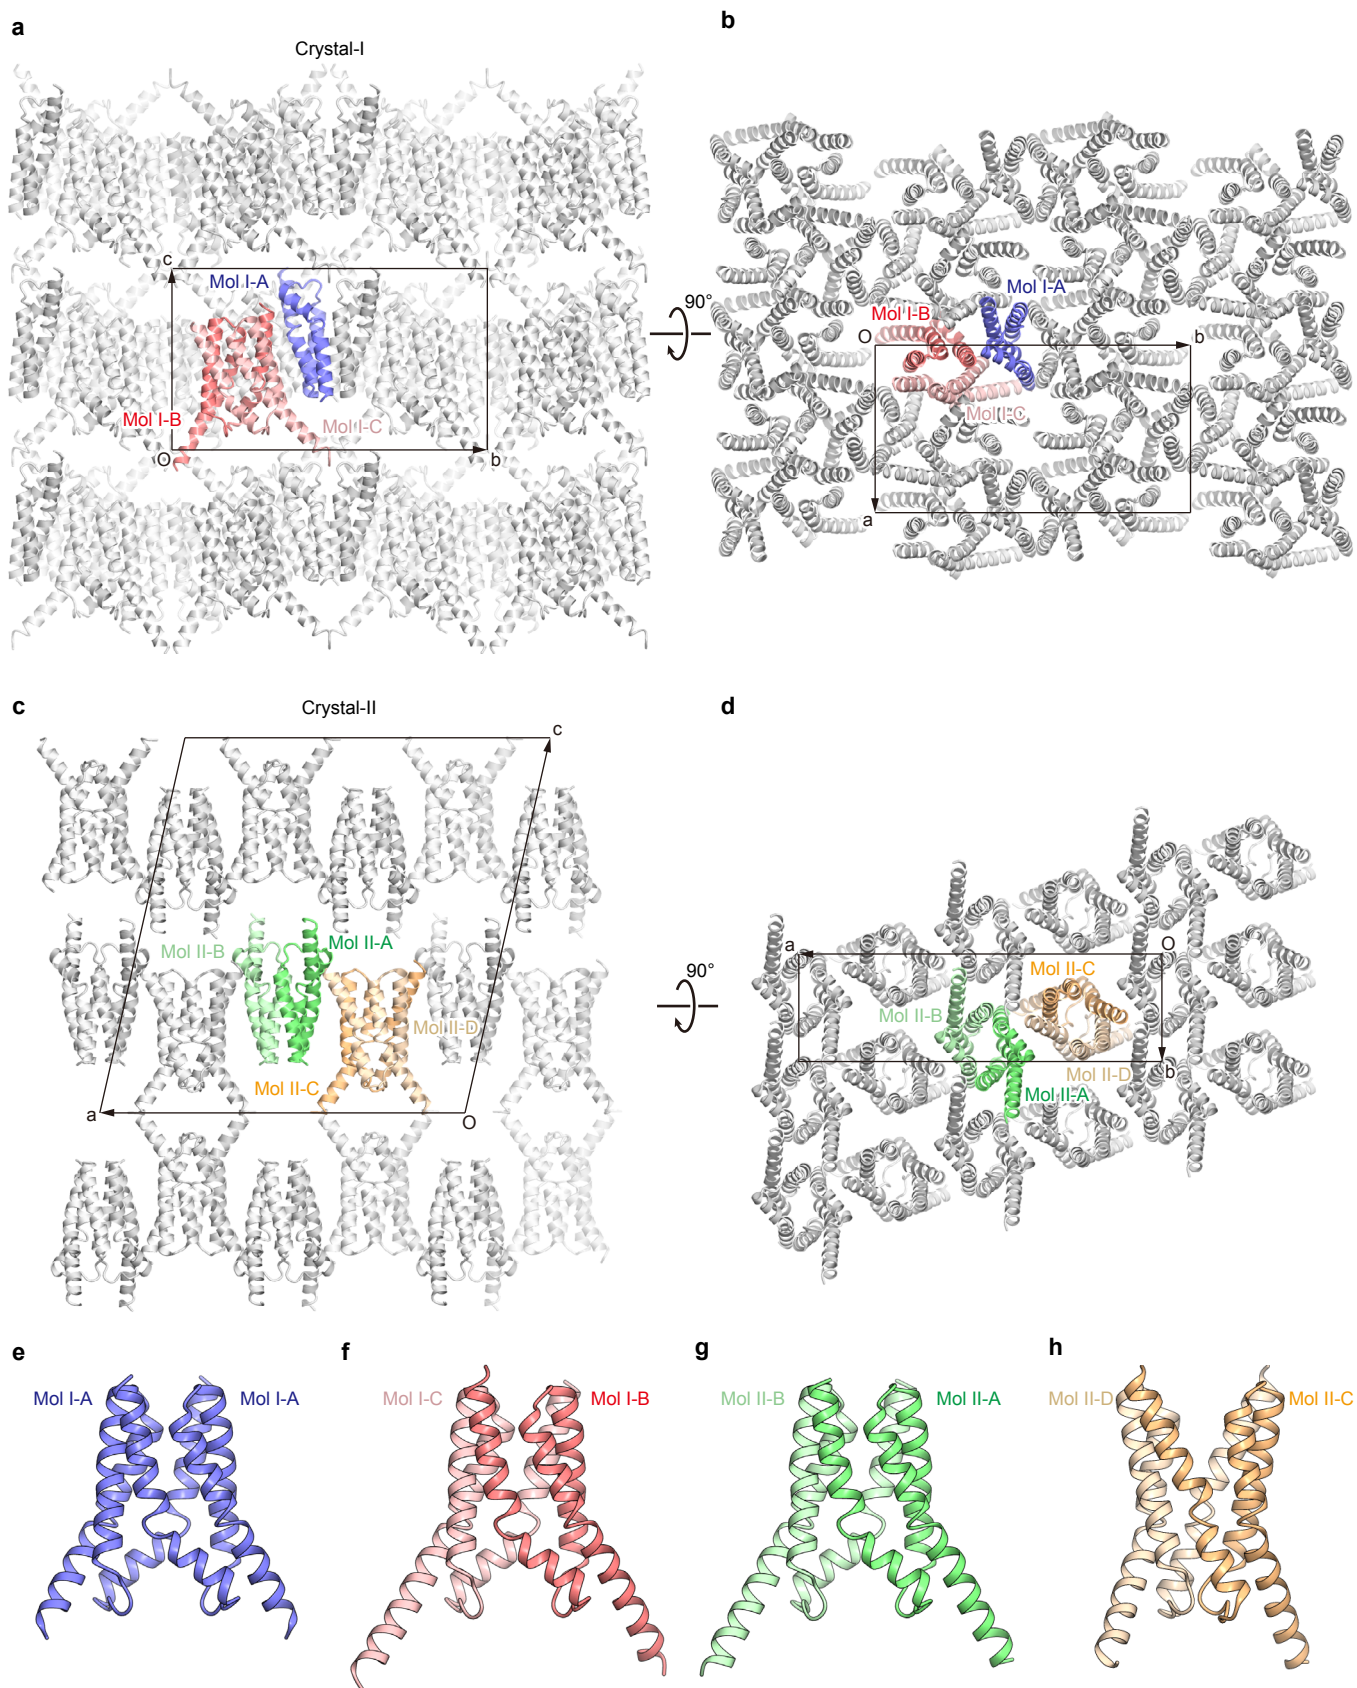 a
Crystal-I
c
Mol I-A
Mol I-B
Mol I-C
O
b
90°
b
Mol I-A
Mol I-B
O
b
Mol I-C
a
c
Crystal-II
c
Mol II-B
Mol II-A
Mol II-D
Mol II-C
a
O
90°
d
a
O
Mol II-C
Mol II-B
Mol II-D
b
Mol II-A
e
Mol I-A
Mol I-A
f
Mol I-C
Mol I-B
g
Mol II-B
Mol II-A
h
Mol II-D
Mol II-C